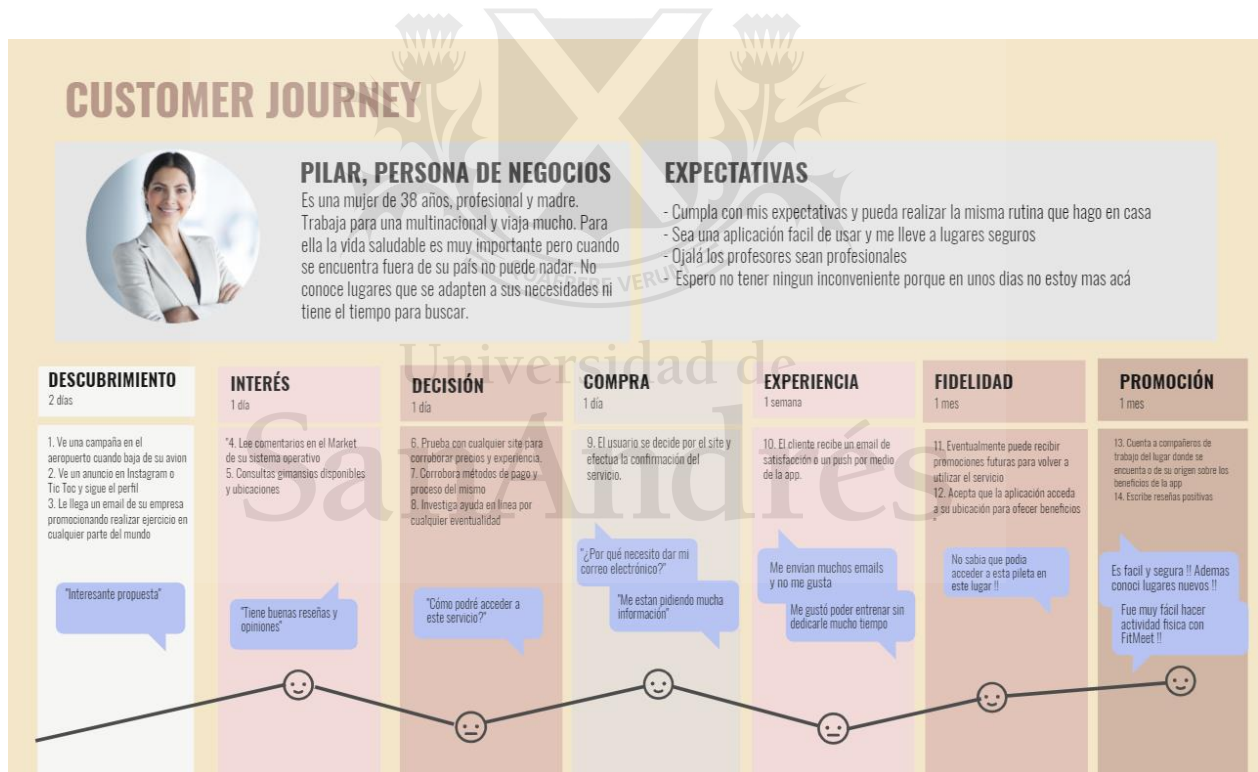 CUSTOMER JOURNEY
PILAR, PERSONA DE NEGOCIOS
Es una mujer de 38 años, profesional y madre.
Trabaja para una multinacional y viaja mucho. Para
ella la vida saludable es muy importante pero cuando
se encuentra fuera de su país no puede nadar. No
conoce lugares que se adapten a sus necesidades ni
tiene el tiempo para buscar.
EXPECTATIVAS
- Cumpla con mis expectativas y pueda realizar la misma rutina que hago en casa
- Sea una aplicación facil de usar y me lleve a lugares seguros
- Ojalá los profesores sean profesionales
- Espero no tener ningun inconveniente porque en unos dias no estoy mas acá
Universidad de
SanAndrés
DESCUBRIMIENTO
2 días
1. Ve una campaña en el
aeropuerto cuando baja de su avion
2. Ve un anuncio en Instagram o
Tic Toc y sigue el perfil
3. Le llega un email de su empresa
promocionando realizar ejercicio en
cualquier parte del mundo
"Interesante propuesta"
INTERÉS
1 día
"4. Lee comentarios en el Market
de su sistema operativo
5. Consultas gimansios disponibles
y ubicaciones
"Tiene buenas reseñas y
opiniones"
DECISIÓN
1 día
6. Prueba con cualquier site para
corroborar precios y experiencia.
7. Corrobora métodos de pago y
proceso del mismo
8. Investiga ayuda en linea por
cualquier eventualidad
"Cómo podré acceder a
este servicio?"
COMPRA
1 día
9. El usuario se decide por el site y
efectua la confirmación del
servicio.
"¿Por qué necesito dar mi
correo electrónico?"
"Me estan pidiendo mucha
información"
EXPERIENCIA
1 semana
10. El cliente recibe un email de
satisfacción o un push por medio
de la app.
Me envian muchos emails
y no me gusta
Me gustó poder entrenar sin
dedicarle mucho tiempo
FIDELIDAD
1 mes
11. Eventualmente puede recibir
promociones futuras para volver a
utilizar el servicio
12. Acepta que la aplicación acceda
a su ubicación para ofecer beneficios
"
No sabia que podia
acceder a esta pileta en
este lugar !!
PROMOCIÓN
1 mes
13. Cuenta a compañeros de
trabajo del lugar donde se
encuenta o de su origen sobre los
beneficios de la app
14. Escribe reseñas positivas
Es facil y segura !! Ademas
conoci lugares nuevos !!
Fue muy fácil hacer
actividad fisica con
FitMeet !!